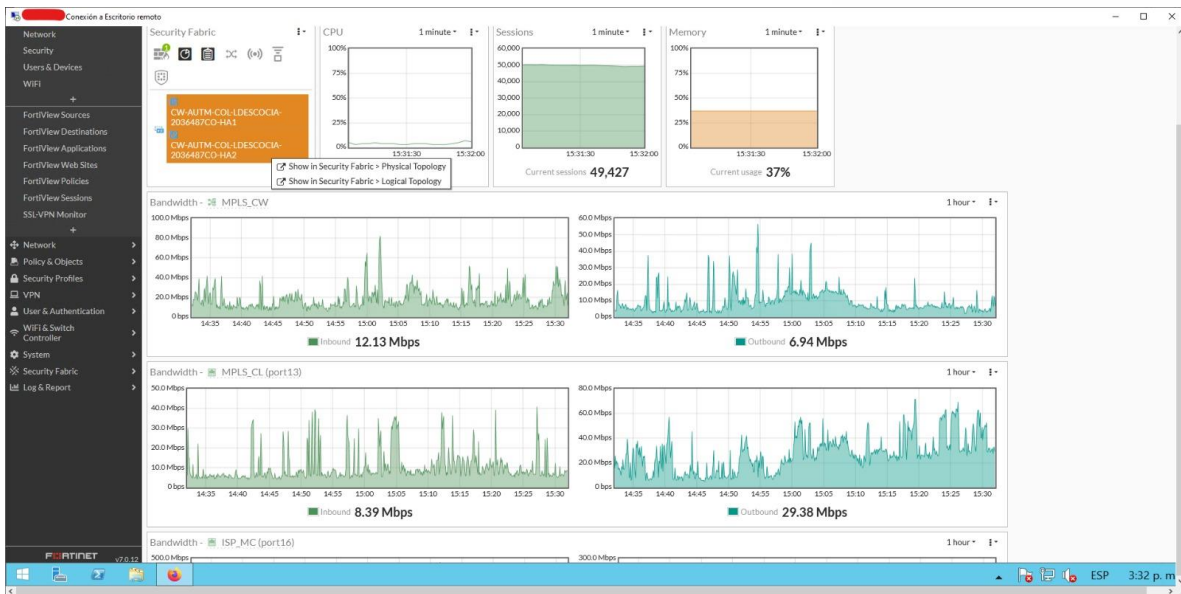 Conexión a Escritorio remoto
Network
Security
Users & Devices
WiFi
+
FortiView Sources
FortiView Destinations
FortiView Applications
FortiView Web Sites
FortiView Policies
FortiView Sessions
SSL-VPN Monitor
+
Network
Policy & Objects
Security Profiles
VPN
User & Authentication
WiFi & Switch
Controller
System
Security Fabric
Log & Report
FORTINET v7.0.12
Security Fabric
CW-AUTM-COL-LDESCOCIA-
2036487CO-HA1
CW-AUTM-COL-LDESCOCIA-
2036487CO-HA2
Show in Security Fabric > Physical Topology
Show in Security Fabric > Logical Topology
CPU 1 minute
100%
75%
50%
25%
0%
15:31:30 15:32:00
Sessions 1 minute
60,000
50,000
40,000
30,000
20,000
10,000
0
15:31:30 15:32:00
Current sessions 49,427
Memory 1 minute
100%
75%
50%
25%
0%
15:31:30 15:32:00
Current usage 37%
Bandwidth - MPLS_CW 1 hour
100.0 Mbps
80.0 Mbps
60.0 Mbps
40.0 Mbps
20.0 Mbps
0 bps
14:35 14:40 14:45 14:50 14:55 15:00 15:05 15:10 15:15 15:20 15:25 15:30
Inbound 12.13 Mbps
60.0 Mbps
50.0 Mbps
40.0 Mbps
30.0 Mbps
20.0 Mbps
10.0 Mbps
0 bps
14:35 14:40 14:45 14:50 14:55 15:00 15:05 15:10 15:15 15:20 15:25 15:30
Outbound 6.94 Mbps
Bandwidth - MPLS_CL (port13) 1 hour
50.0 Mbps
40.0 Mbps
30.0 Mbps
20.0 Mbps
10.0 Mbps
0 bps
14:35 14:40 14:45 14:50 14:55 15:00 15:05 15:10 15:15 15:20 15:25 15:30
Inbound 8.39 Mbps
80.0 Mbps
60.0 Mbps
40.0 Mbps
20.0 Mbps
0 bps
14:35 14:40 14:45 14:50 14:55 15:00 15:05 15:10 15:15 15:20 15:25 15:30
Outbound 29.38 Mbps
Bandwidth - ISP_MC (port16) 1 hour
500.0 Mbps
300.0 Mbps
ESP 3:32 p. m